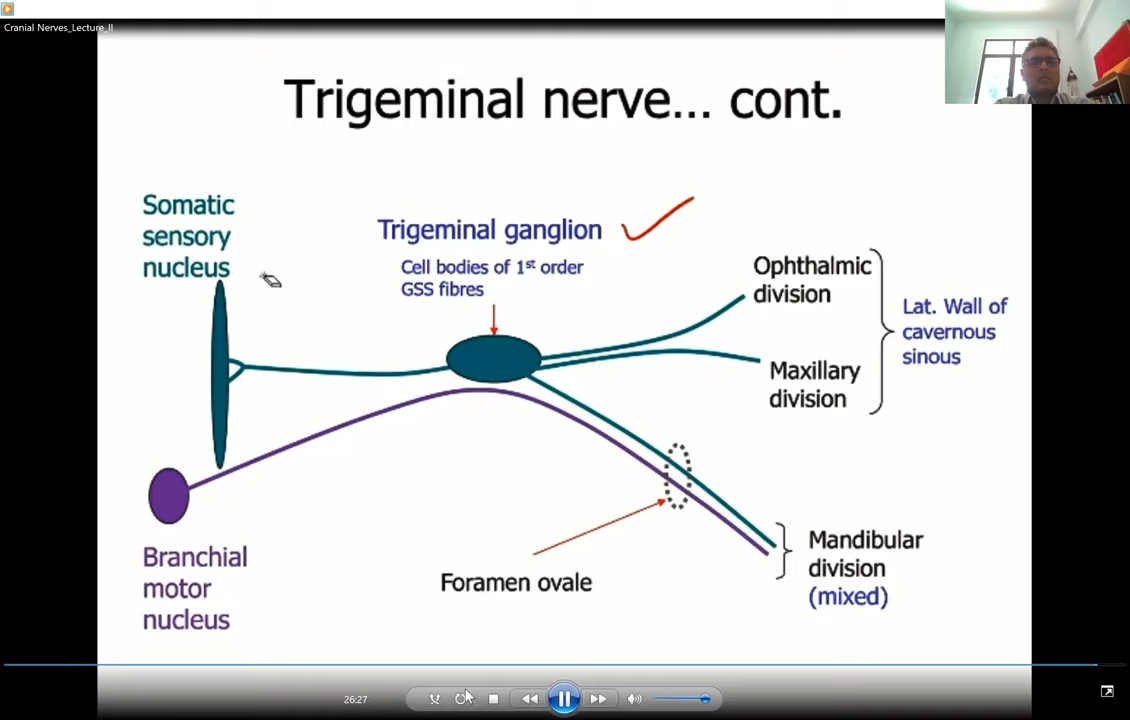 Cranial Nerves_Lecture_II
Trigeminal nerve... cont.
Somatic
sensory
nucleus
Trigeminal ganglion
Cell bodies of 1st order
GSS fibres
Ophthalmic
division
Lat. Wall of
cavernous
sinous
Maxillary
division
Foramen ovale
Mandibular
division
(mixed)
Branchial
motor
nucleus
26:27